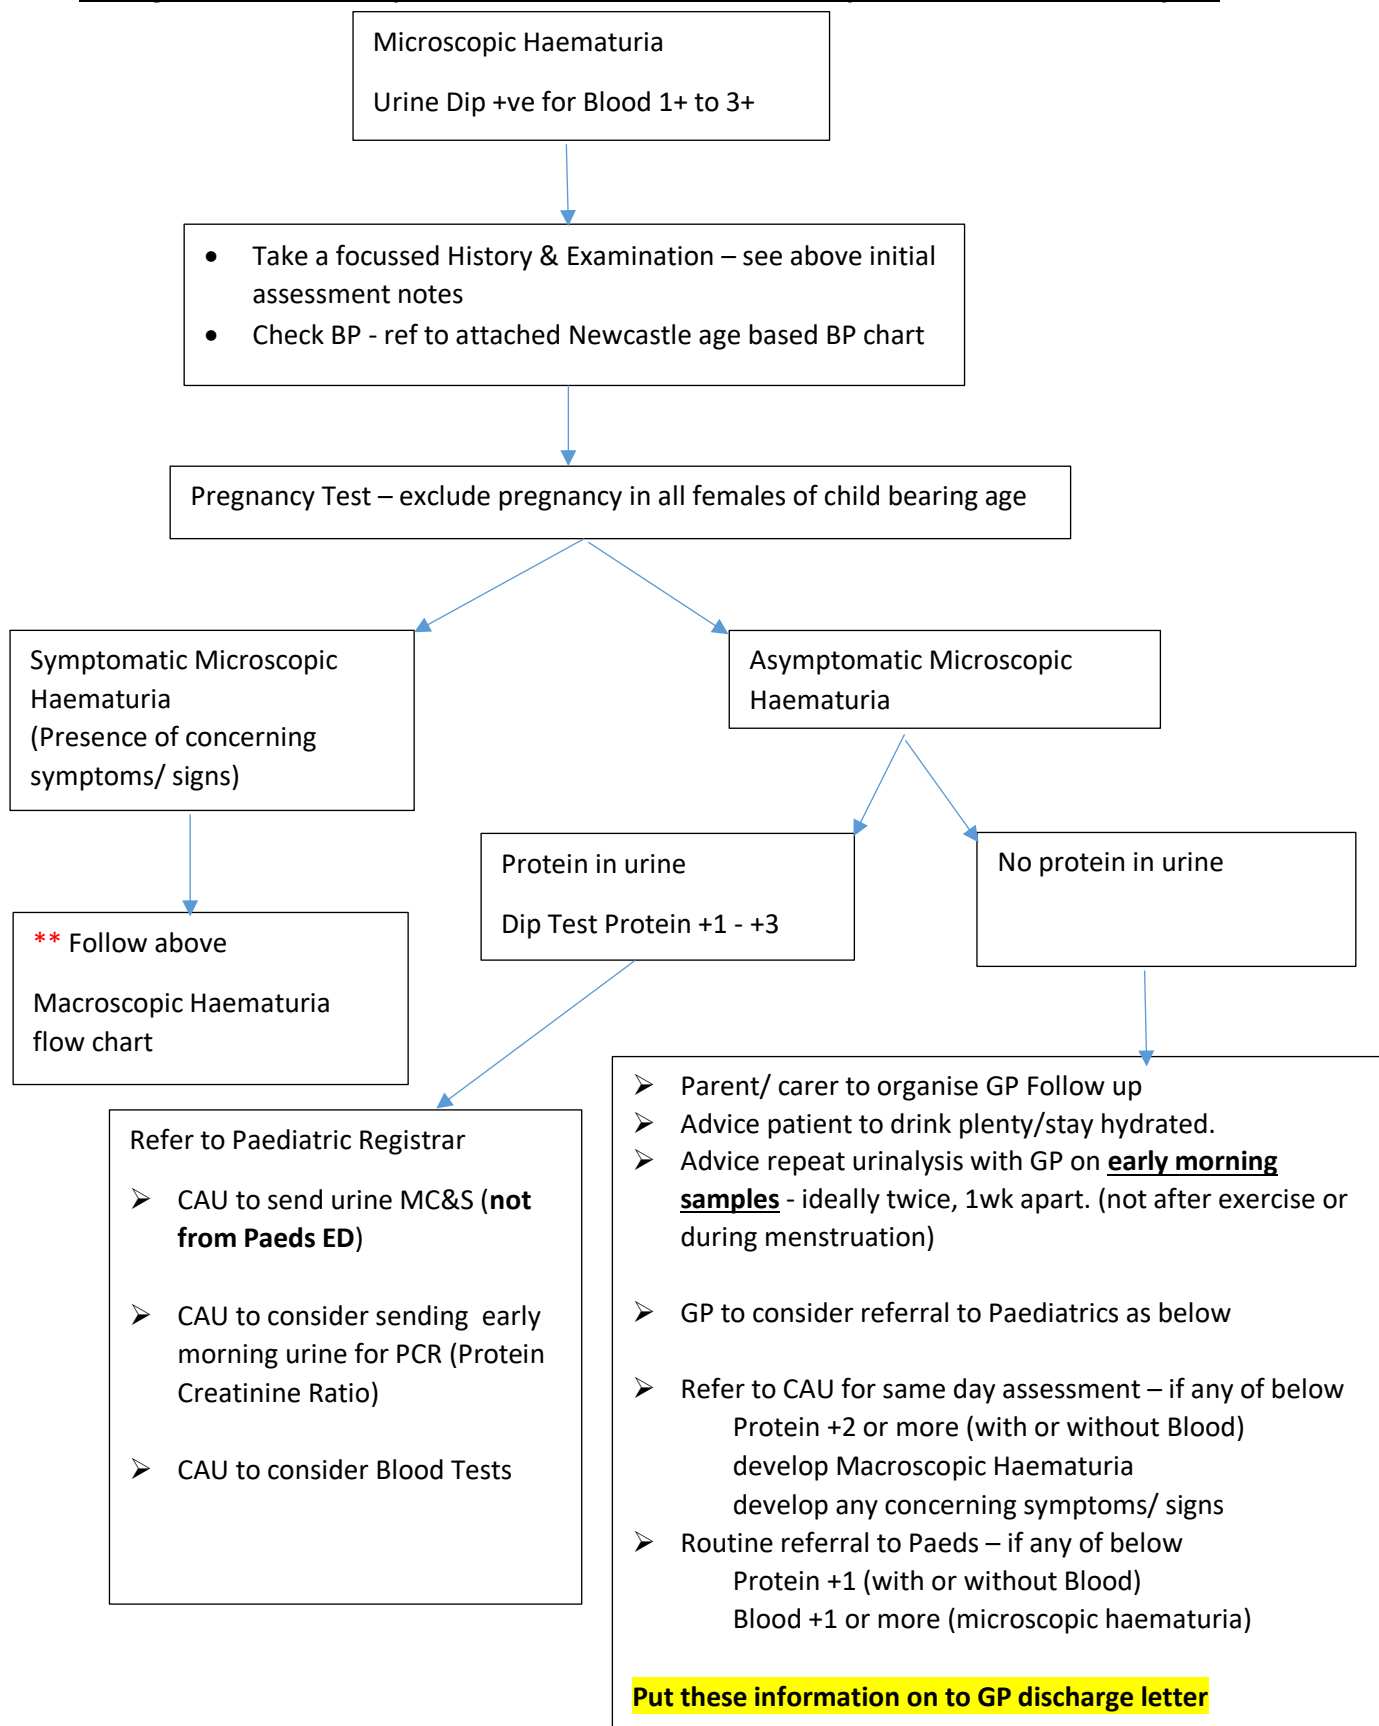 Microscopic Haematuria
Urine Dip +ve for Blood 1+ to 3+
• Take a focussed History & Examination – see above initial
assessment notes
• Check BP - ref to attached Newcastle age based BP chart
Pregnancy Test – exclude pregnancy in all females of child bearing age
Symptomatic Microscopic
Haematuria
(Presence of concerning
symptoms/ signs)
Asymptomatic Microscopic
Haematuria
Protein in urine
Dip Test Protein +1 - +3
No protein in urine
** Follow above
Macroscopic Haematuria
flow chart
Refer to Paediatric Registrar
➢ CAU to send urine MC&S (not
from Paeds ED)
➢ CAU to consider sending early
morning urine for PCR (Protein
Creatinine Ratio)
➢ CAU to consider Blood Tests
➢ Parent/ carer to organise GP Follow up
➢ Advice patient to drink plenty/stay hydrated.
➢ Advice repeat urinalysis with GP on early morning
samples - ideally twice, 1wk apart. (not after exercise or
during menstruation)
➢ GP to consider referral to Paediatrics as below
➢ Refer to CAU for same day assessment – if any of below
Protein +2 or more (with or without Blood)
develop Macroscopic Haematuria
develop any concerning symptoms/ signs
➢ Routine referral to Paeds – if any of below
Protein +1 (with or without Blood)
Blood +1 or more (microscopic haematuria)
Put these information on to GP discharge letter